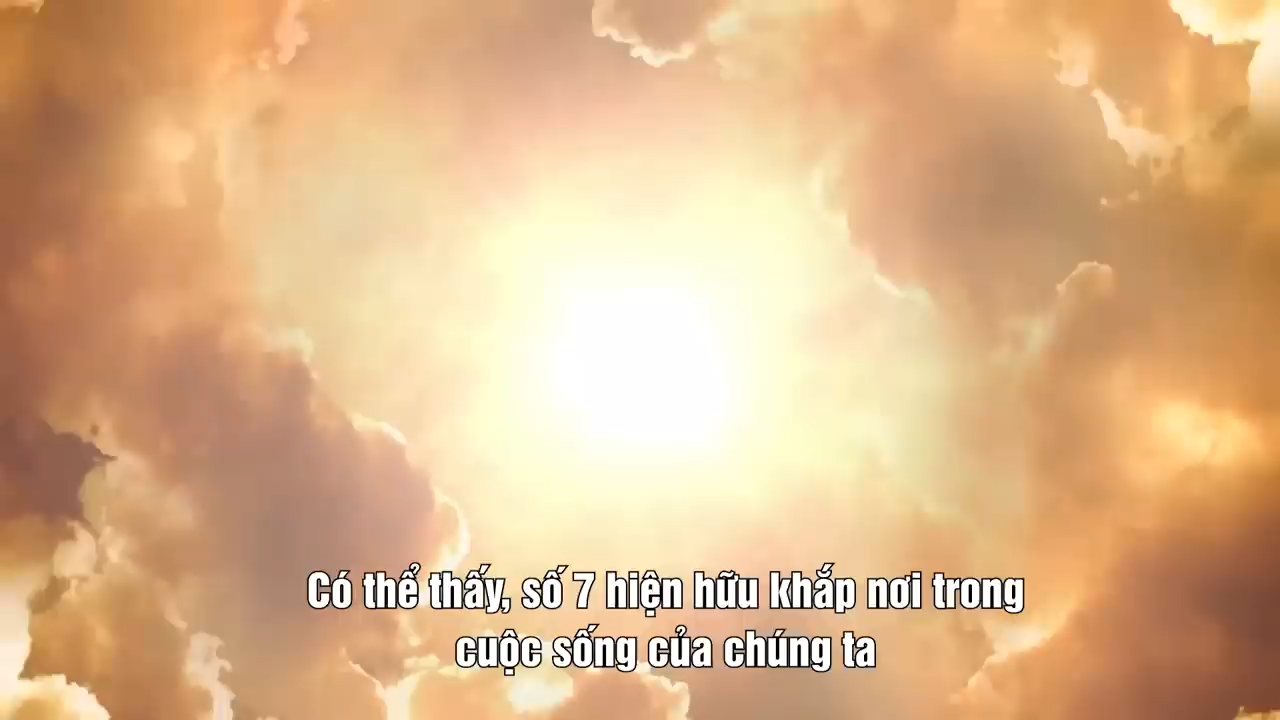 Có thể thấy, số 7 hiện hữu khắp nơi trong
cuộc sống của chúng ta